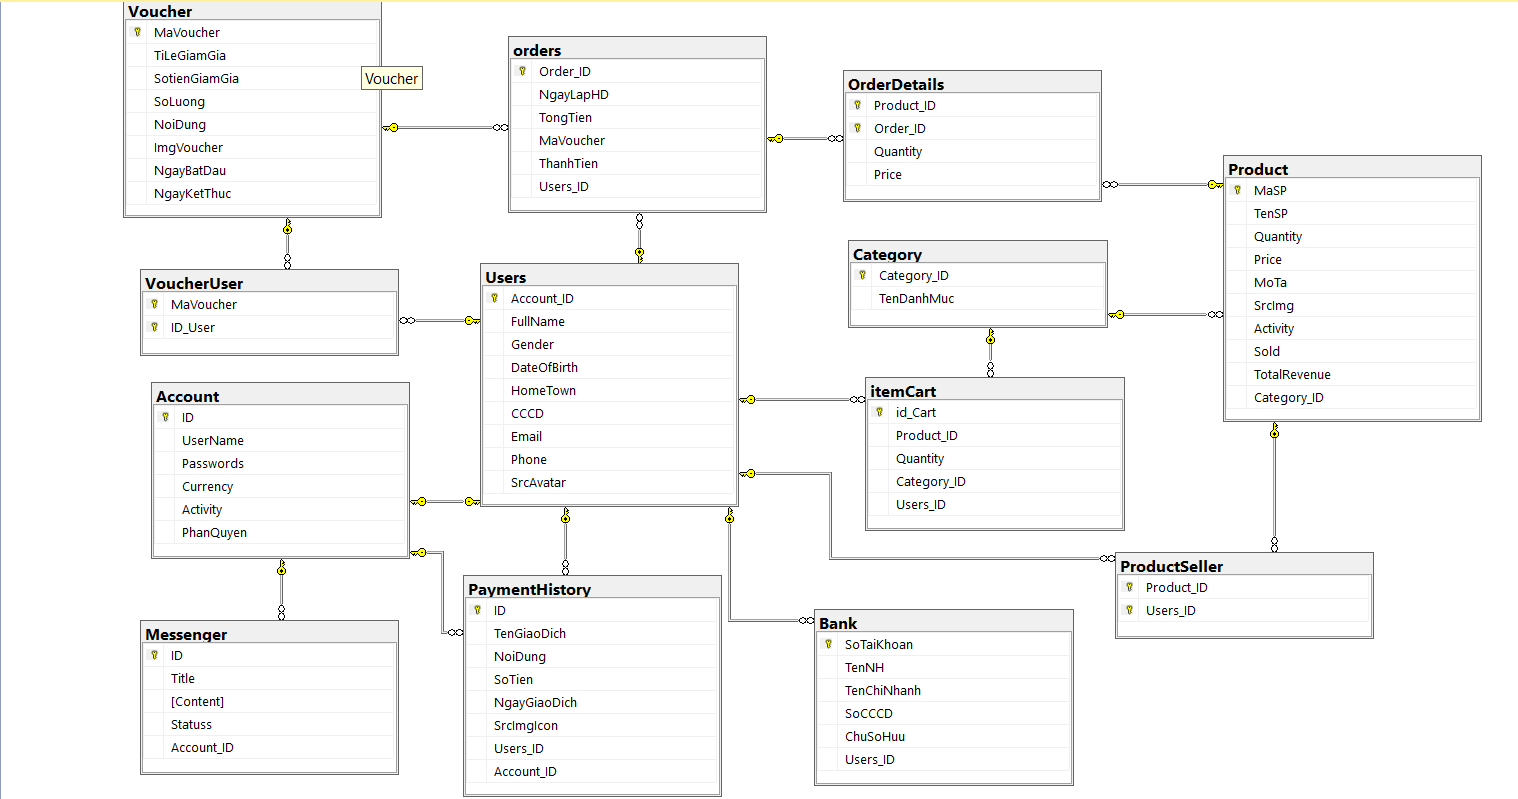 Voucher
MaVoucher
TiLeGiamGia
SotienGiamGia
SoLuong
NoiDung
ImgVoucher
NgayBatDau
NgayKetThuc
Voucher
orders
Order_ID
NgayLapHD
TongTien
MaVoucher
ThanhTien
Users_ID
OrderDetails
Product_ID
Order_ID
Quantity
Price
Product
MaSP
TenSP
Quantity
Price
MoTa
SrcImg
Activity
Sold
TotalRevenue
Category_ID
Category
Category_ID
TenDanhMuc
VoucherUser
MaVoucher
ID_User
Users
Account_ID
FullName
Gender
DateOfBirth
HomeTown
CCCD
Email
Phone
SrcAvatar
Account
ID
UserName
Passwords
Currency
Activity
PhanQuyen
itemCart
id_Cart
Product_ID
Quantity
Category_ID
Users_ID
ProductSeller
Product_ID
Users_ID
Messenger
ID
Title
[Content]
Statuss
Account_ID
PaymentHistory
ID
TenGiaoDich
NoiDung
SoTien
NgayGiaoDich
SrcImgIcon
Users_ID
Account_ID
Bank
SoTaiKhoan
TenNH
TenChiNhanh
SoCCCD
ChuSoHuu
Users_ID